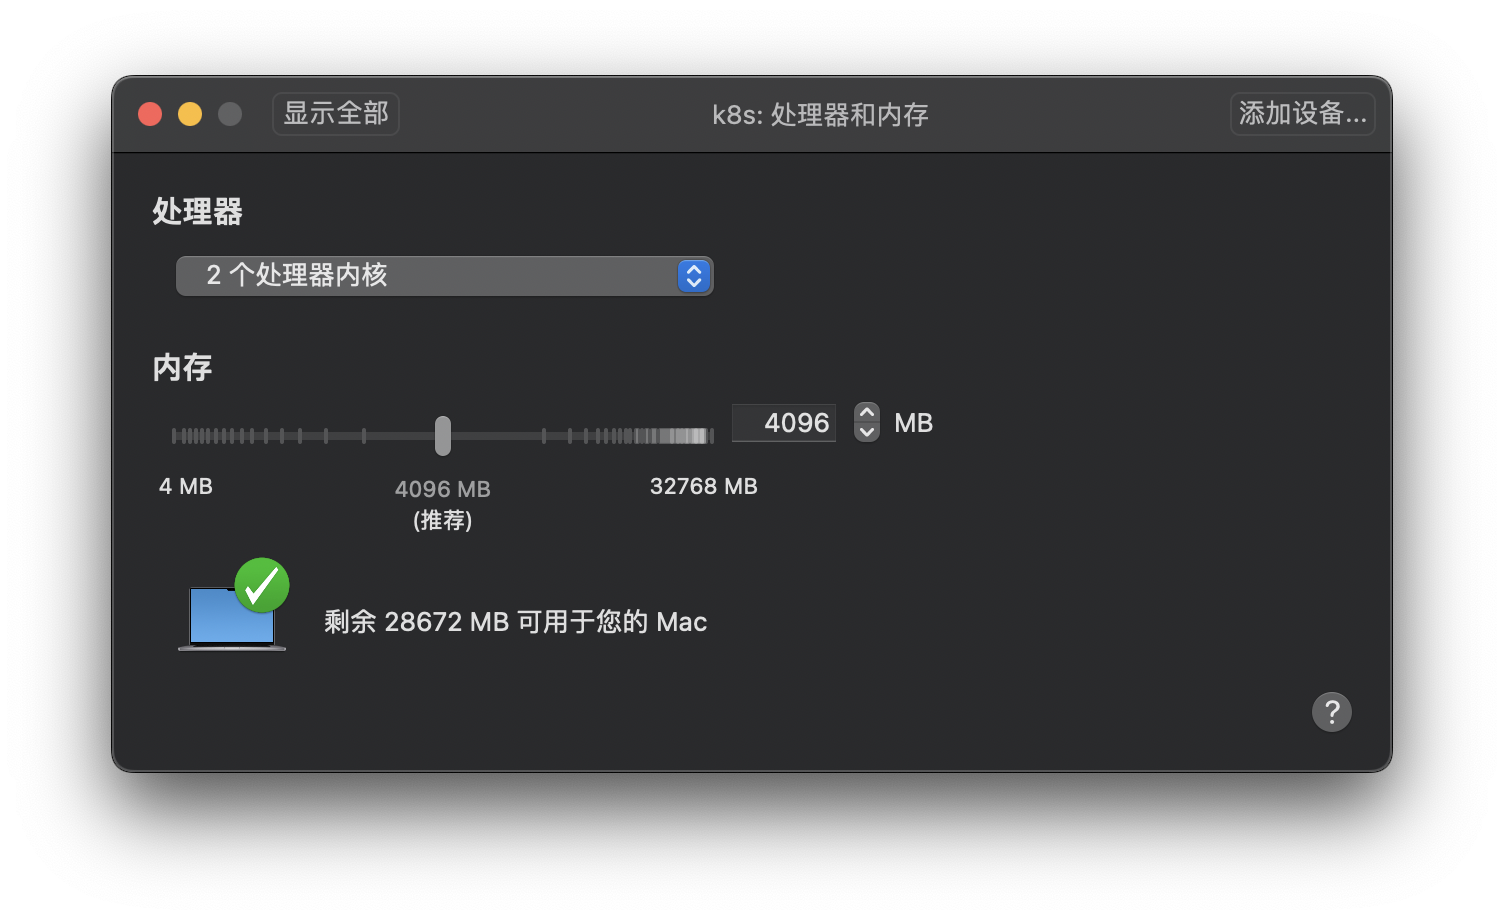 显示全部
k8s: 处理器和内存
添加设备...
处理器
2 个处理器内核
内存
4096 MB
4 MB
4096 MB
32768 MB
(推荐)
剩余 28672 MB 可用于您的 Mac
?